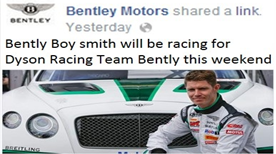 Bentley Motors shared a link.
BENTLEY
Yesterday
Bently Boy smith will be racing for
Dyson Racing Team Bently this weekend
BREITLING
MOTUL